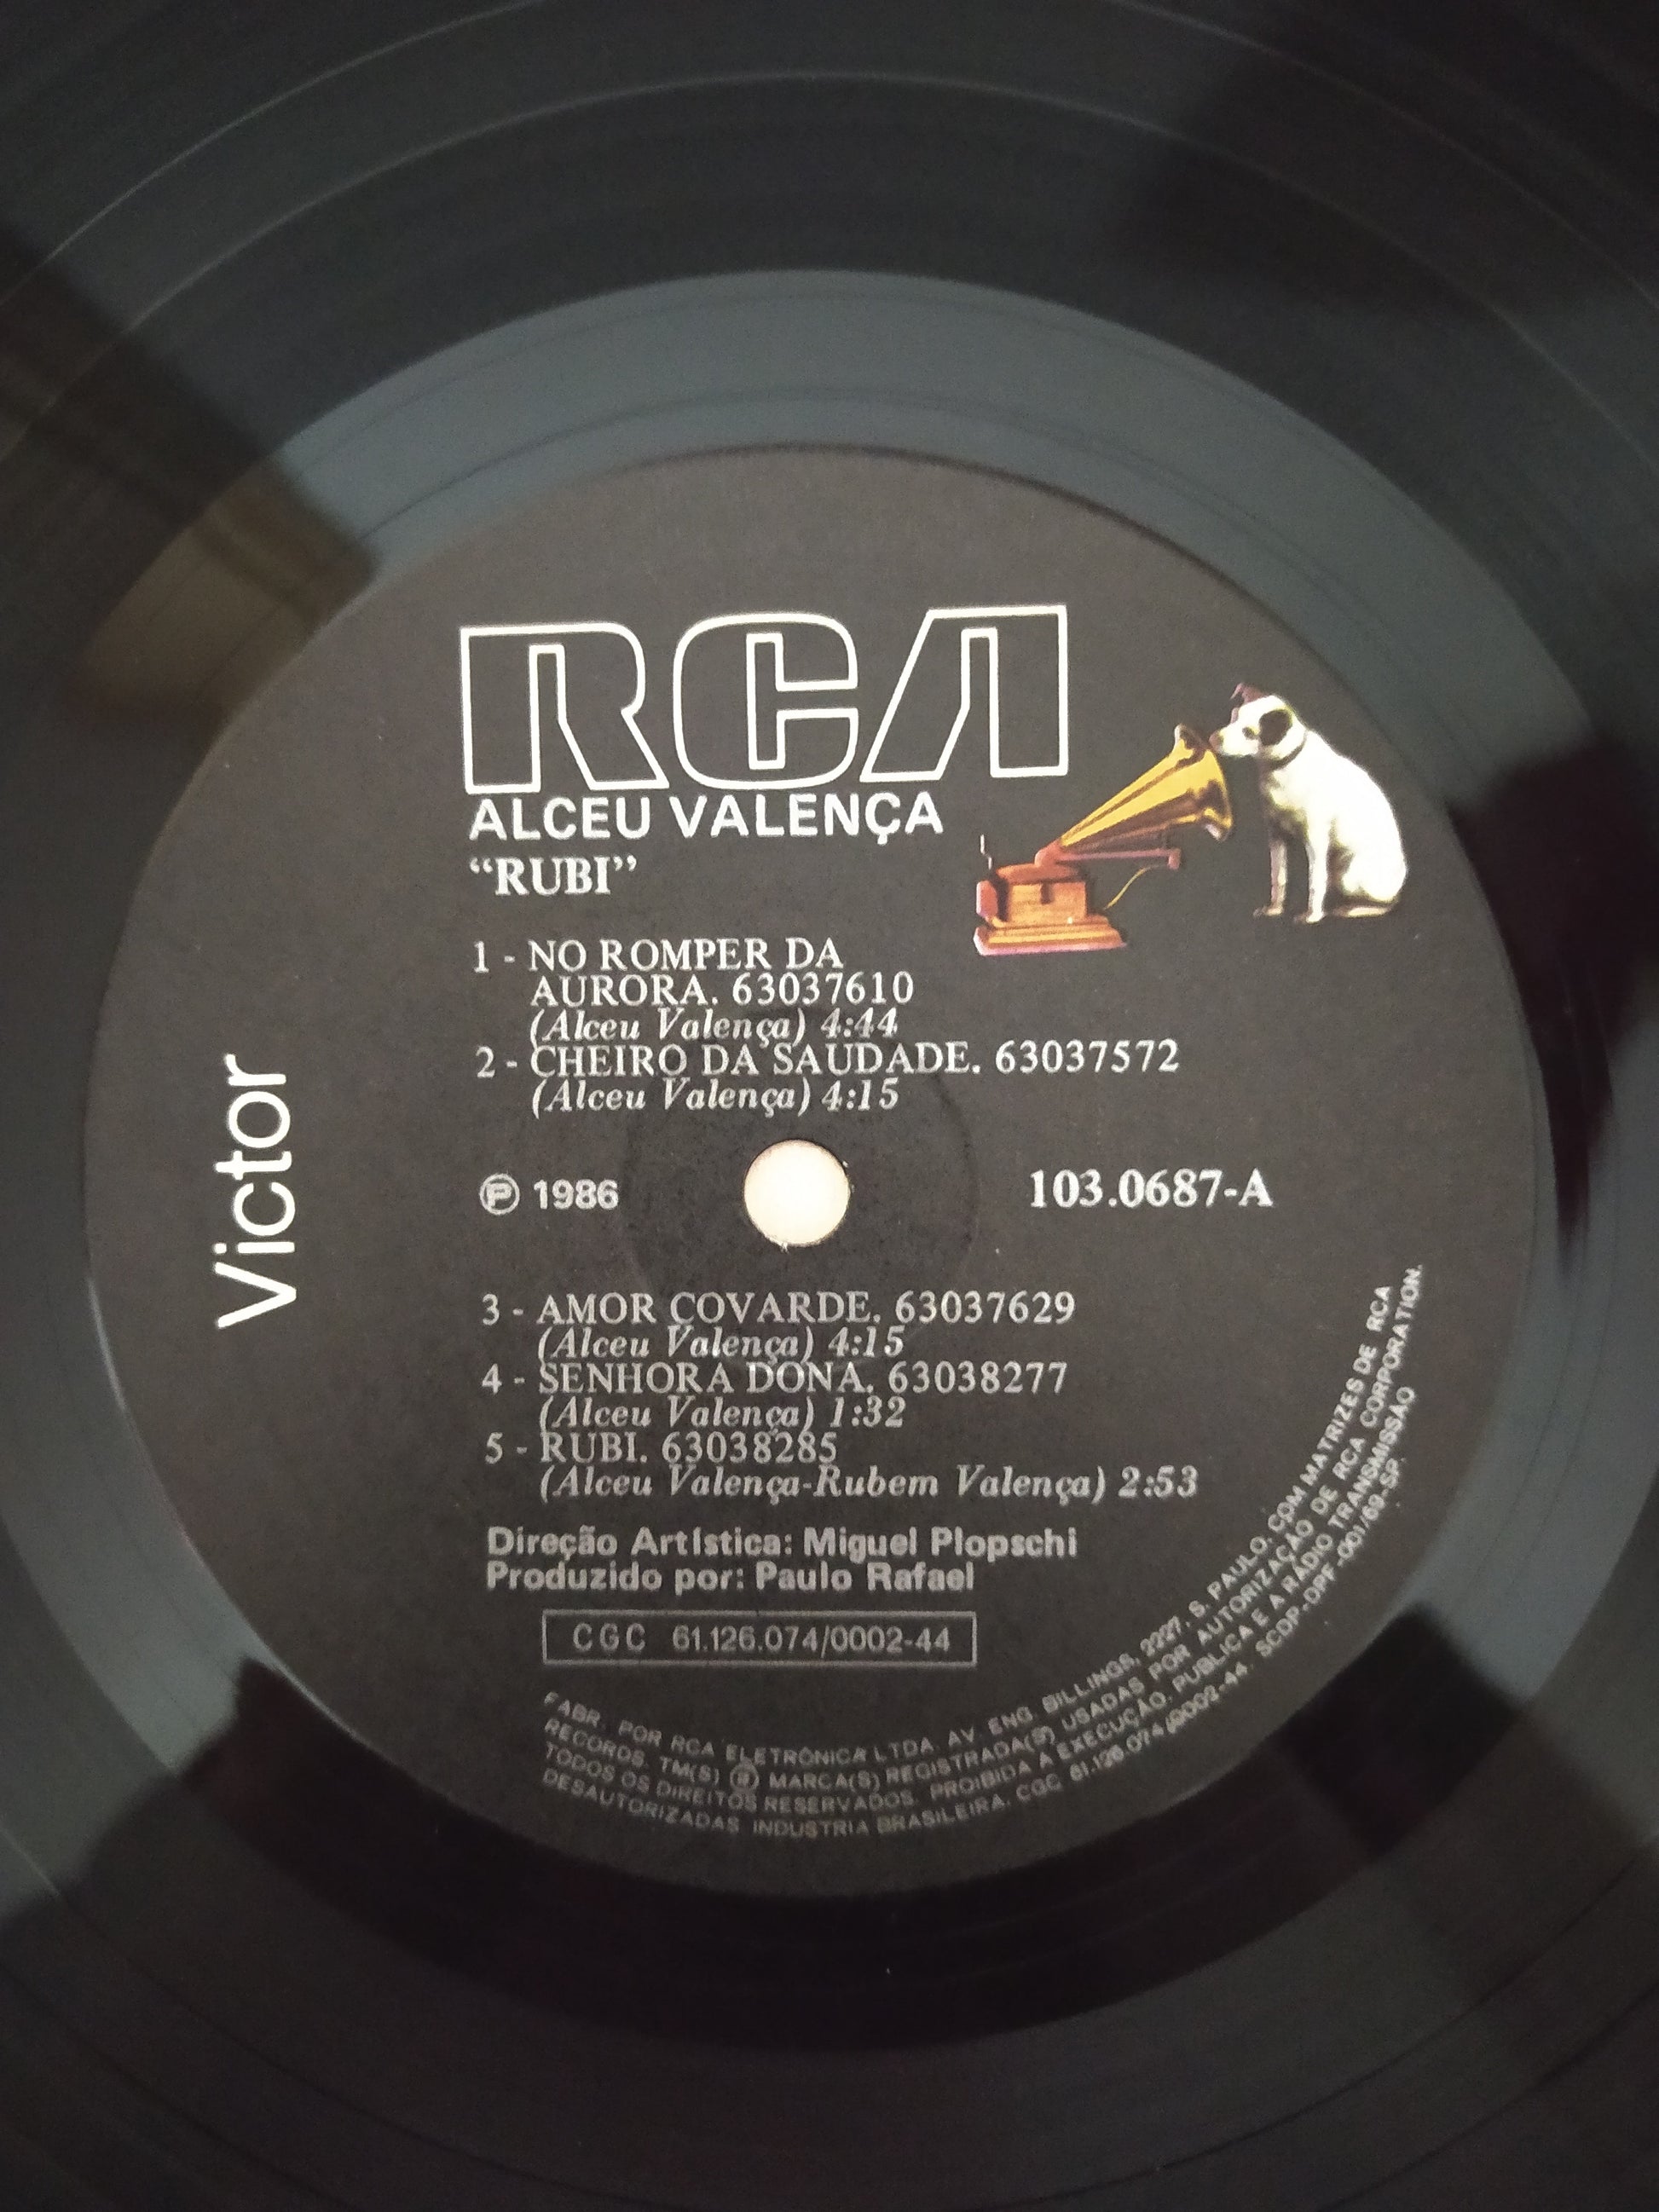 RCA
ALCEU VALENÇA
“RUBI”
1 - NO ROMPER DA
AURORA. 63037610
(Alceu Valença) 4:44
2 - CHEIRO DA SAUDADE. 63037572
(Alceu Valença) 4:15
Victor
Ⓟ 1986
103.0687-A
3 - AMOR COVARDE. 63037629
(Alceu Valença) 4:15
4 - SENHORA DONA. 63038277
(Alceu Valença) 1:32
5 - RUBI. 63038285
(Alceu Valença-Rubem Valença) 2:53
Direção Artística: Miguel Plopschi
Produzido por: Paulo Rafael
CGC 61.126.074/0002-44
FABR. POR RCA ELETRÔNICA LTDA. AV. ENG. BILLINGS, 2227, S. PAULO, COM MATRIZES DE RCA
RECORDS. TM(S) ® MARCA(S) REGISTRADA(S) USADAS POR AUTORIZAÇÃO DE RCA CORPORATION.
TODOS OS DIREITOS RESERVADOS. PROIBIDA A EXECUÇÃO, PUBLICA E A RÁDIO TRANSMISSÃO
DESAUTORIZADAS INDUSTRIA BRASILEIRA. CGC 61.126.074/0002-44. SCDP-DPF-001/69.SP.